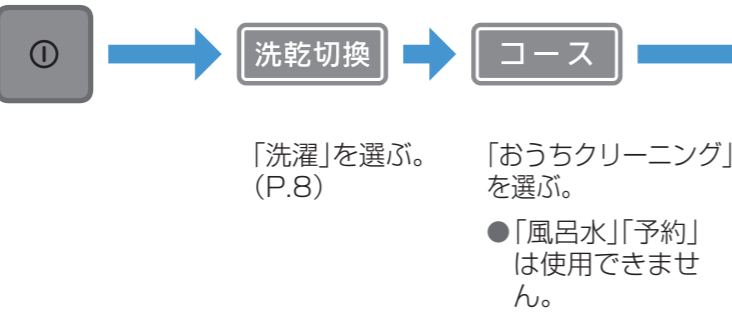 洗乾切換
コース
「洗濯」を選ぶ。
(P.8)
「おうちクリーニング」
を選ぶ。
●「風呂水」「予約」
は使用できませ
ん。